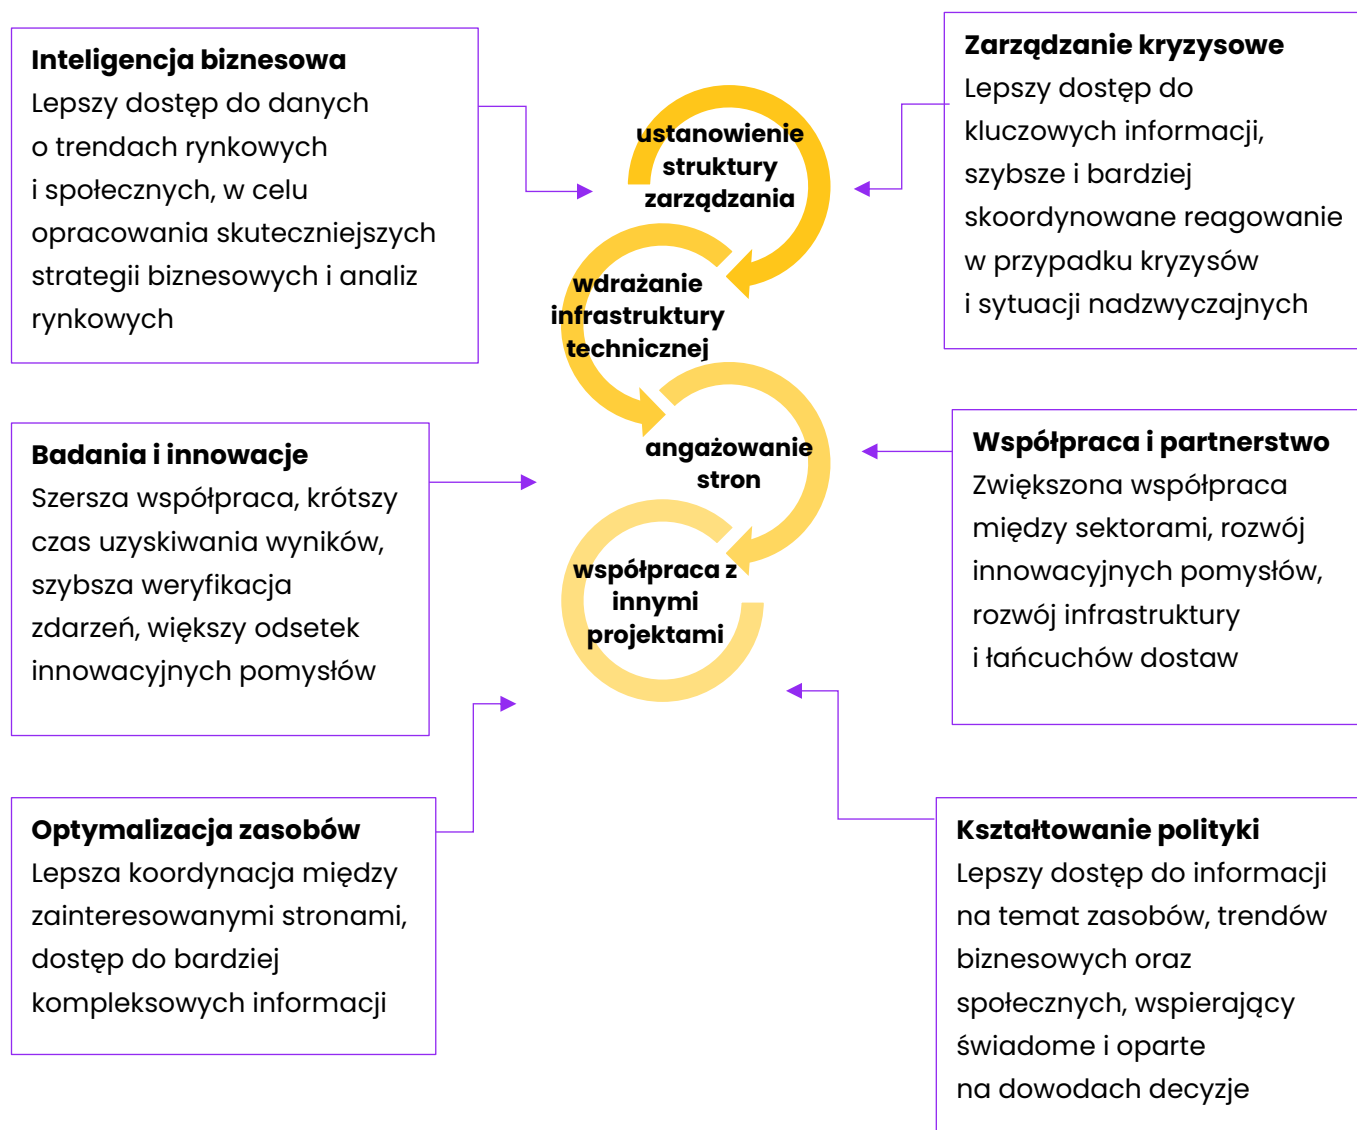 Inteligencja biznesowa
Lepszy dostęp do danych
o trendach rynkowych
i społecznych, w celu
opracowania skuteczniejszych
strategii biznesowych i analiz
rynkowych
Zarządzanie kryzysowe
Lepszy dostęp do
kluczowych informacji,
szybsze i bardziej
skoordynowane reagowanie
w przypadku kryzysów
i sytuacji nadzwyczajnych
ustanowienie
struktury
zarządzania
wdrażanie
infrastruktury
technicznej
angażowanie
stron
współpraca z
innymi
projektami
Badania i innowacje
Szersza współpraca, krótszy
czas uzyskiwania wyników,
szybsza weryfikacja
zdarzeń, większy odsetek
innowacyjnych pomysłów
Współpraca i partnerstwo
Zwiększona współpraca
między sektorami, rozwój
innowacyjnych pomysłów,
rozwój infrastruktury
i łańcuchów dostaw
Optymalizacja zasobów
Lepsza koordynacja między
zainteresowanymi stronami,
dostęp do bardziej
kompleksowych informacji
Kształtowanie polityki
Lepszy dostęp do informacji
na temat zasobów, trendów
biznesowych oraz
społecznych, wspierający
świadome i oparte
na dowodach decyzje